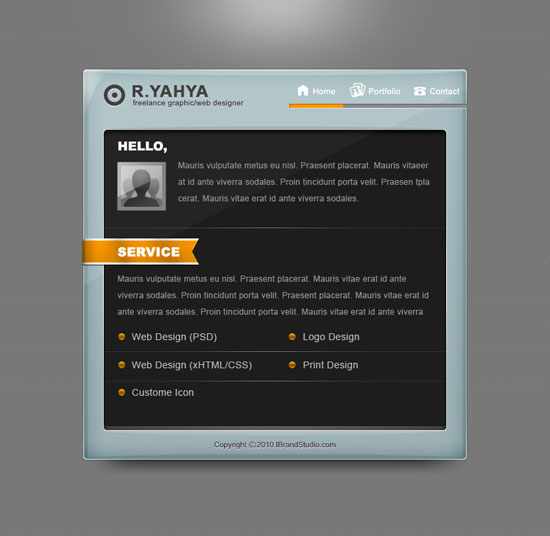 R.YAHYA
freelance graphic/web designer
Home
Portfolio
Contact
HELLO,
Mauris vulputate metus eu nisl. Praesent placerat. Mauris vitaeer
at id ante viverra sodales. Proin tincidunt porta velit. Praesen tpla
cerat. Mauris vitae erat id ante viverra sodales.
SERVICE
Mauris vulputate metus eu nisl. Praesent placerat. Mauris vitae erat id ante
viverra sodales. Proin tincidunt porta velit. Praesent placerat. Mauris vitae erat id
ante viverra sodales. Proin tincidunt porta velit. Mauris vitae erat id ante viverra
Web Design (PSD)
Logo Design
Web Design (xHTML/CSS)
Print Design
Custome Icon
Copyright ©2010 IBrandStudio.com